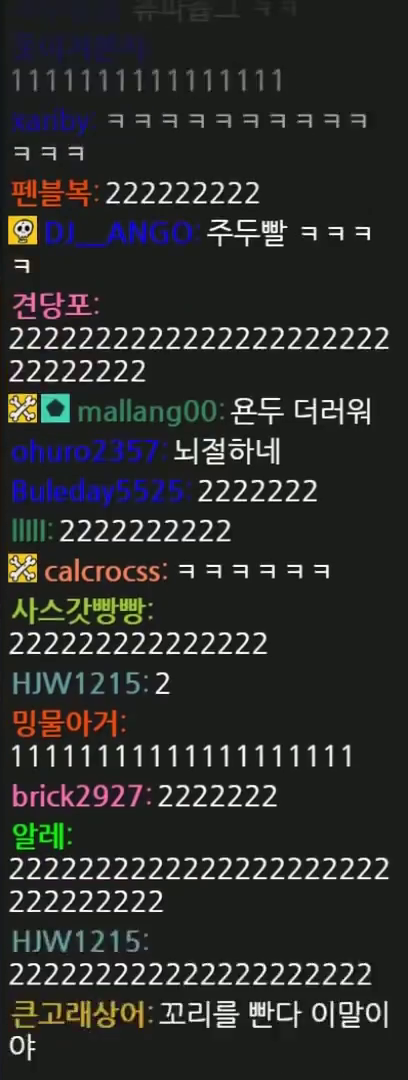 1111111111111111
xanby: ㅋㅋㅋㅋㅋㅋㅋㅋㅋㅋ
ㅋㅋㅋ
펜블복: 222222222
DJ__ANGO: 주두빨 ㅋㅋㅋ
ㅋ
견당포:
2222222222222222222222
22222222
mallang00: 욘두 더러워
ohuro2357: 뇌절하네
Buleday5525: 2222222
lllll: 2222222222
calcrocss: ㅋㅋㅋㅋㅋㅋ
사스갓빵빵:
222222222222222
HJW1215: 2
밍물아거:
11111111111111111111
brick2927: 2222222
알레:
2222222222222222222222
222222222
HJW1215:
222222222222222222222
큰고래상어: 꼬리를 빤다 이말이
야